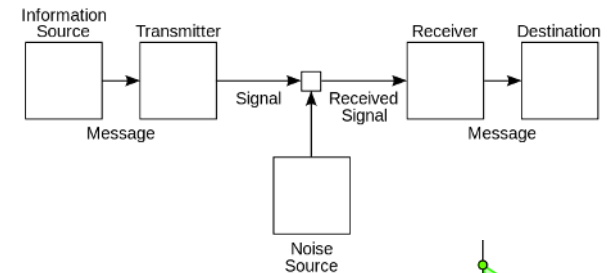 Information
Source
Transmitter
Receiver
Destination
Signal
Received
Signal
Message
Message
Noise
Source